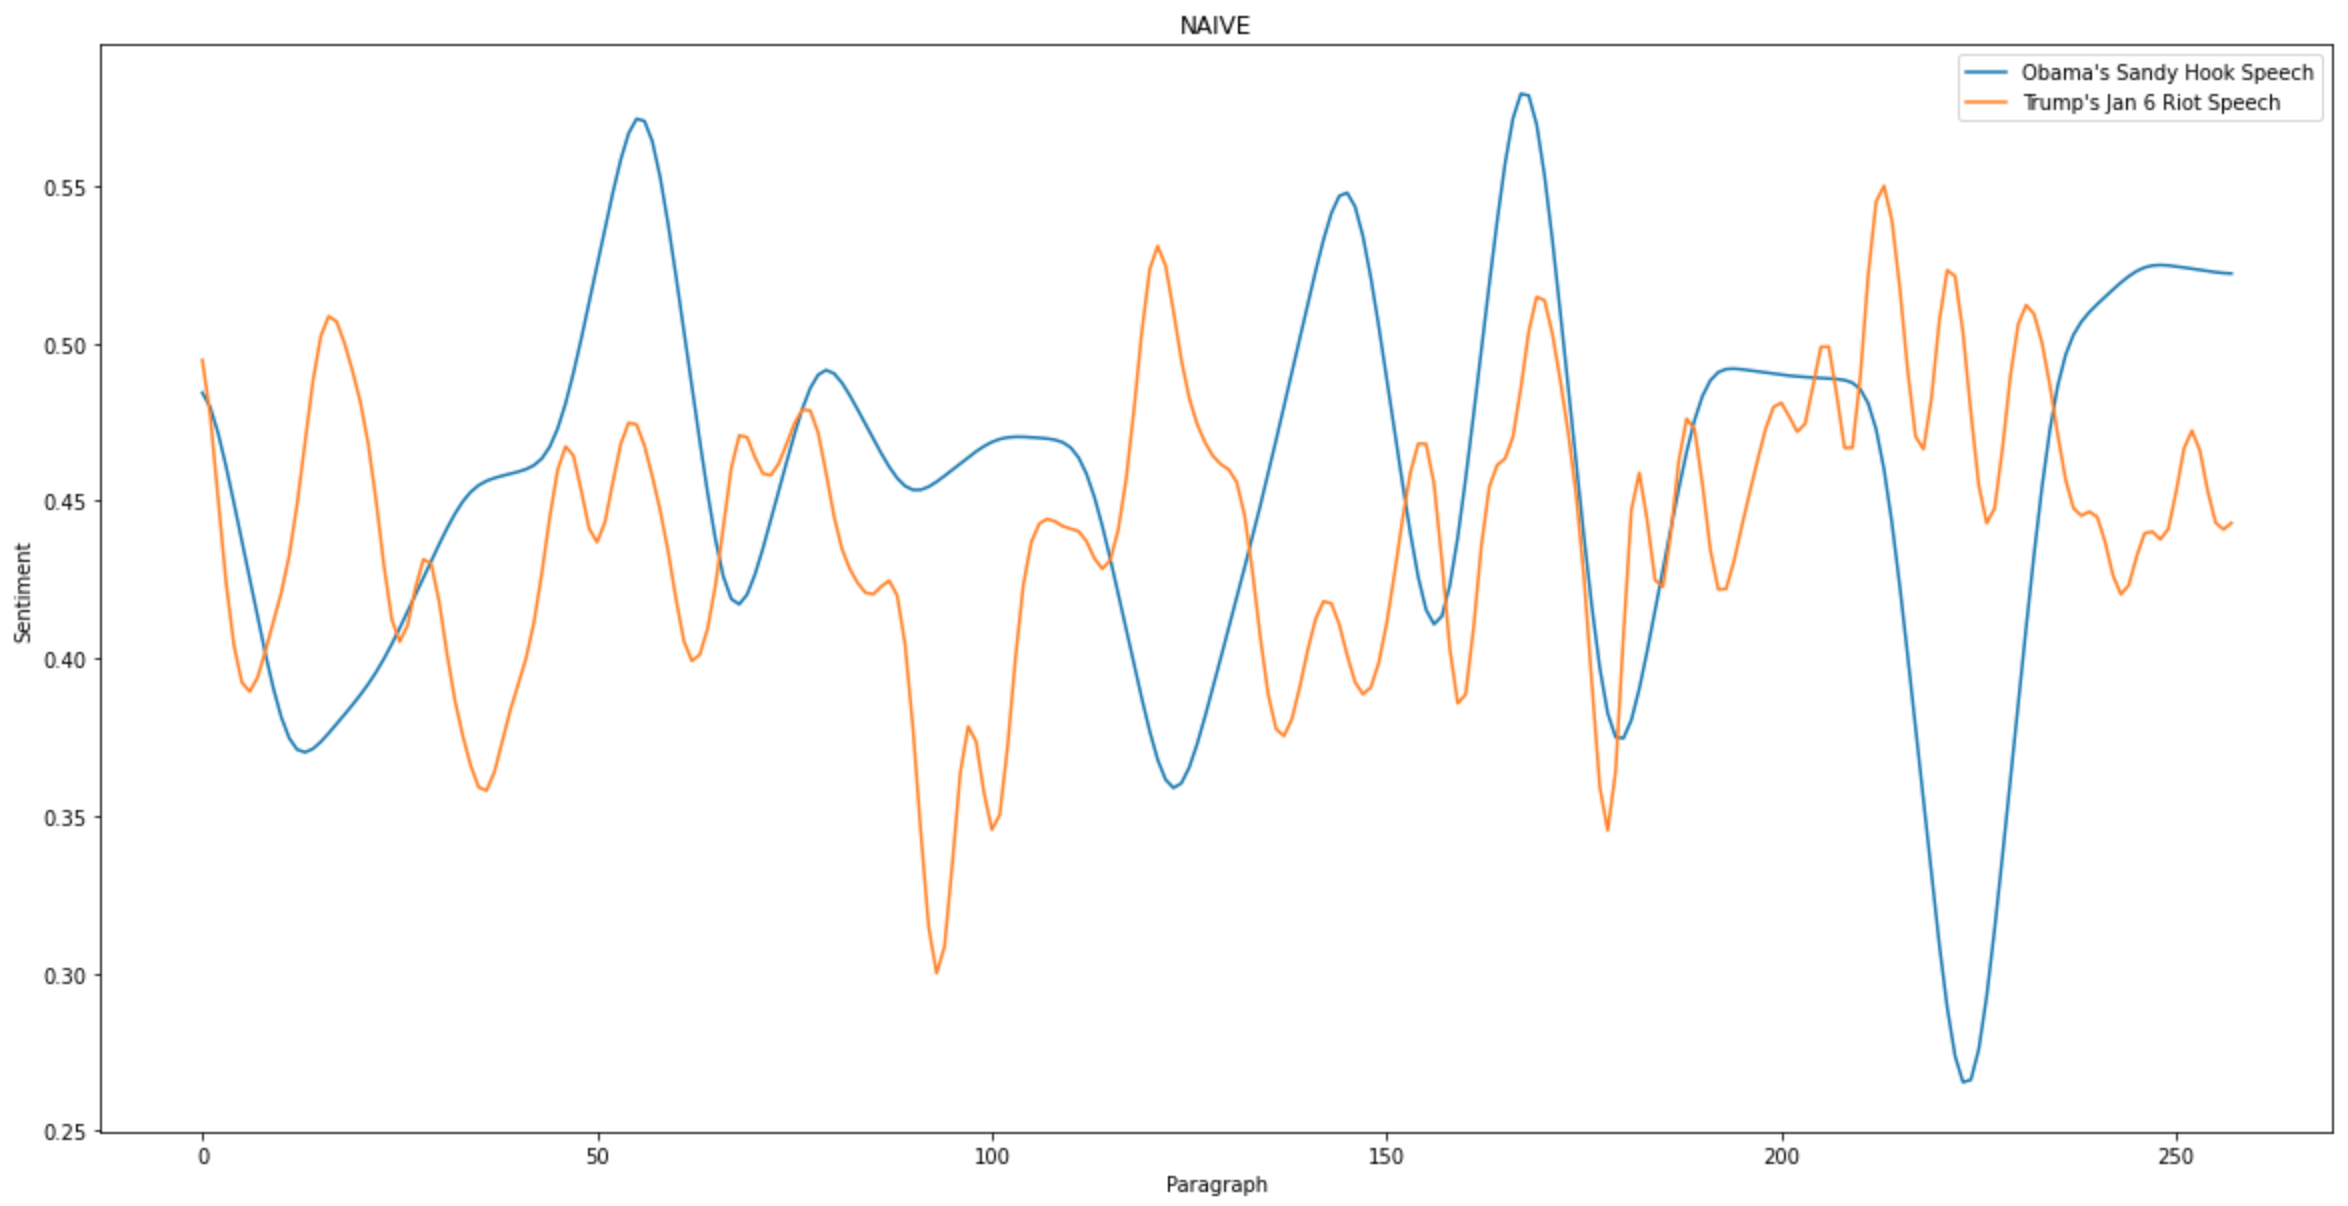 NAIVE
Obama's Sandy Hook Speech
Trump's Jan 6 Riot Speech
0.55
0.50
0.45
0.40
0.35
0.30
0.25
Sentiment
0
50
100
150
200
250
Paragraph